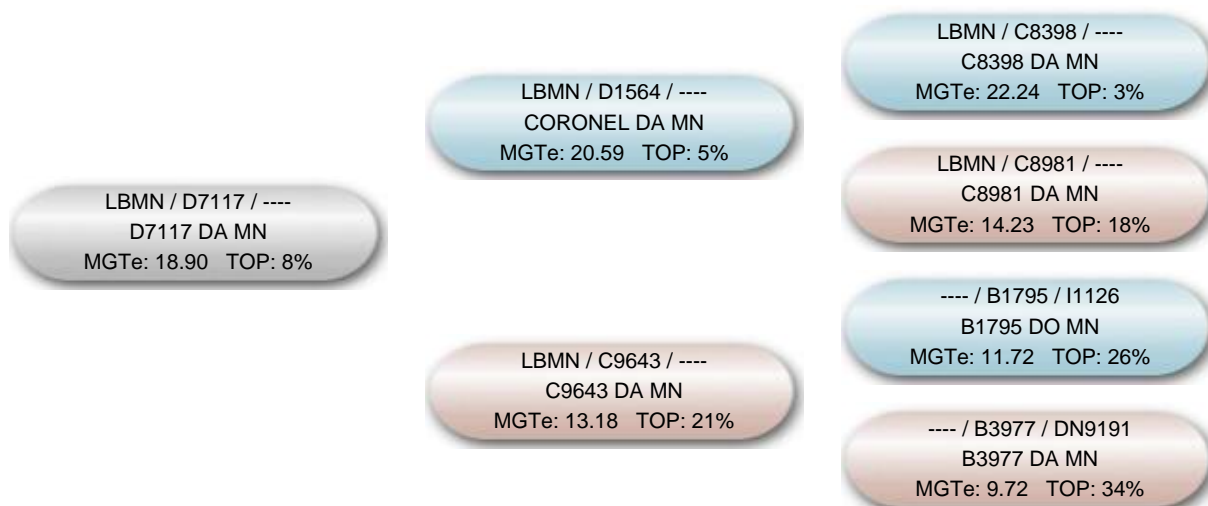 LBMN / D7117 / ----
D7117 DA MN
MGTe: 18.90 TOP: 8%
LBMN / D1564 / ----
CORONEL DA MN
MGTe: 20.59 TOP: 5%
LBMN / C9643 / ----
C9643 DA MN
MGTe: 13.18 TOP: 21%
LBMN / C8398 / ----
C8398 DA MN
MGTe: 22.24 TOP: 3%
LBMN / C8981 / ----
C8981 DA MN
MGTe: 14.23 TOP: 18%
---- / B1795 / I1126
B1795 DO MN
MGTe: 11.72 TOP: 26%
---- / B3977 / DN9191
B3977 DA MN
MGTe: 9.72 TOP: 34%